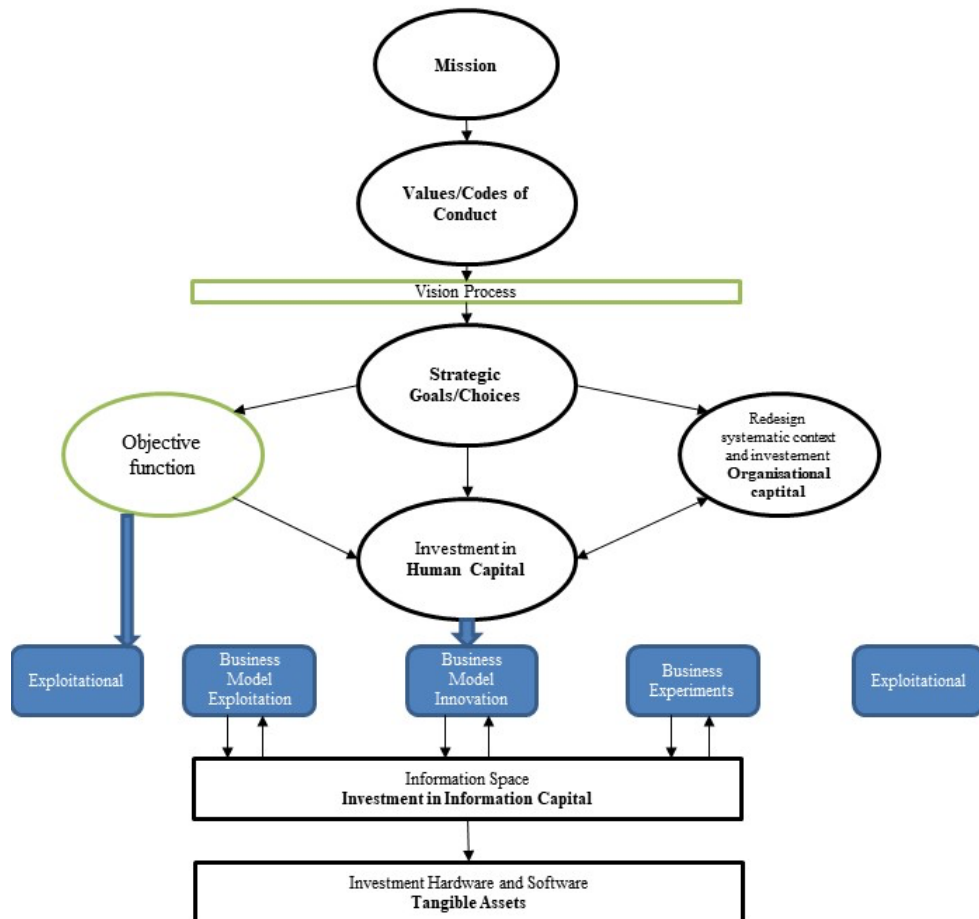 Mission
Values/Codes of
Conduct
Vision Process
Strategic
Goals/Choices
Objective
function
Redesign
systematic context
and investement
Organisational
captital
Investment in
Human Capital
Exploitational
Business
Model
Exploitation
Business
Model
Innovation
Business
Experiments
Exploitational
Information Space
Investment in Information Capital
Investment Hardware and Software
Tangible Assets